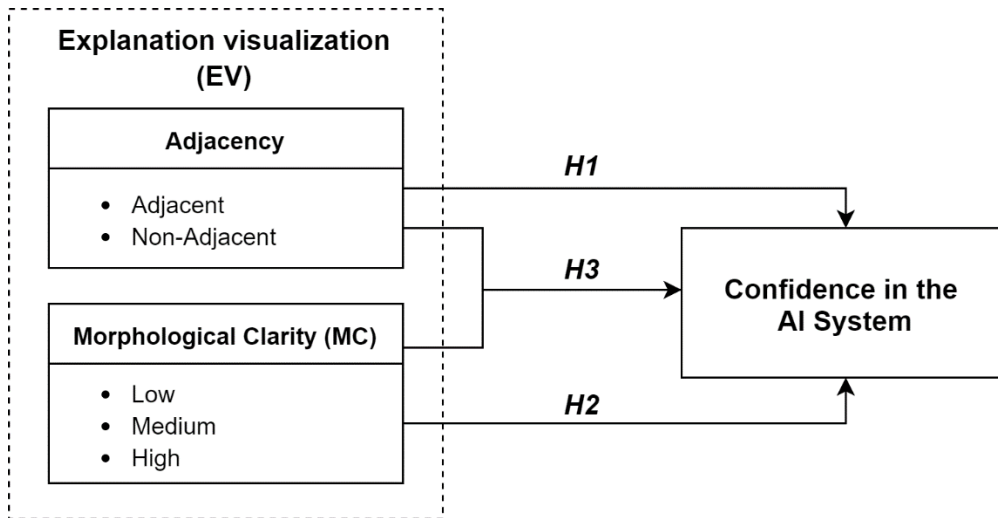 Explanation visualization
(EV)
Adjacency
• Adjacent
• Non-Adjacent
Morphological Clarity (MC)
• Low
• Medium
• High
H1
H3
H2
Confidence in the
AI System